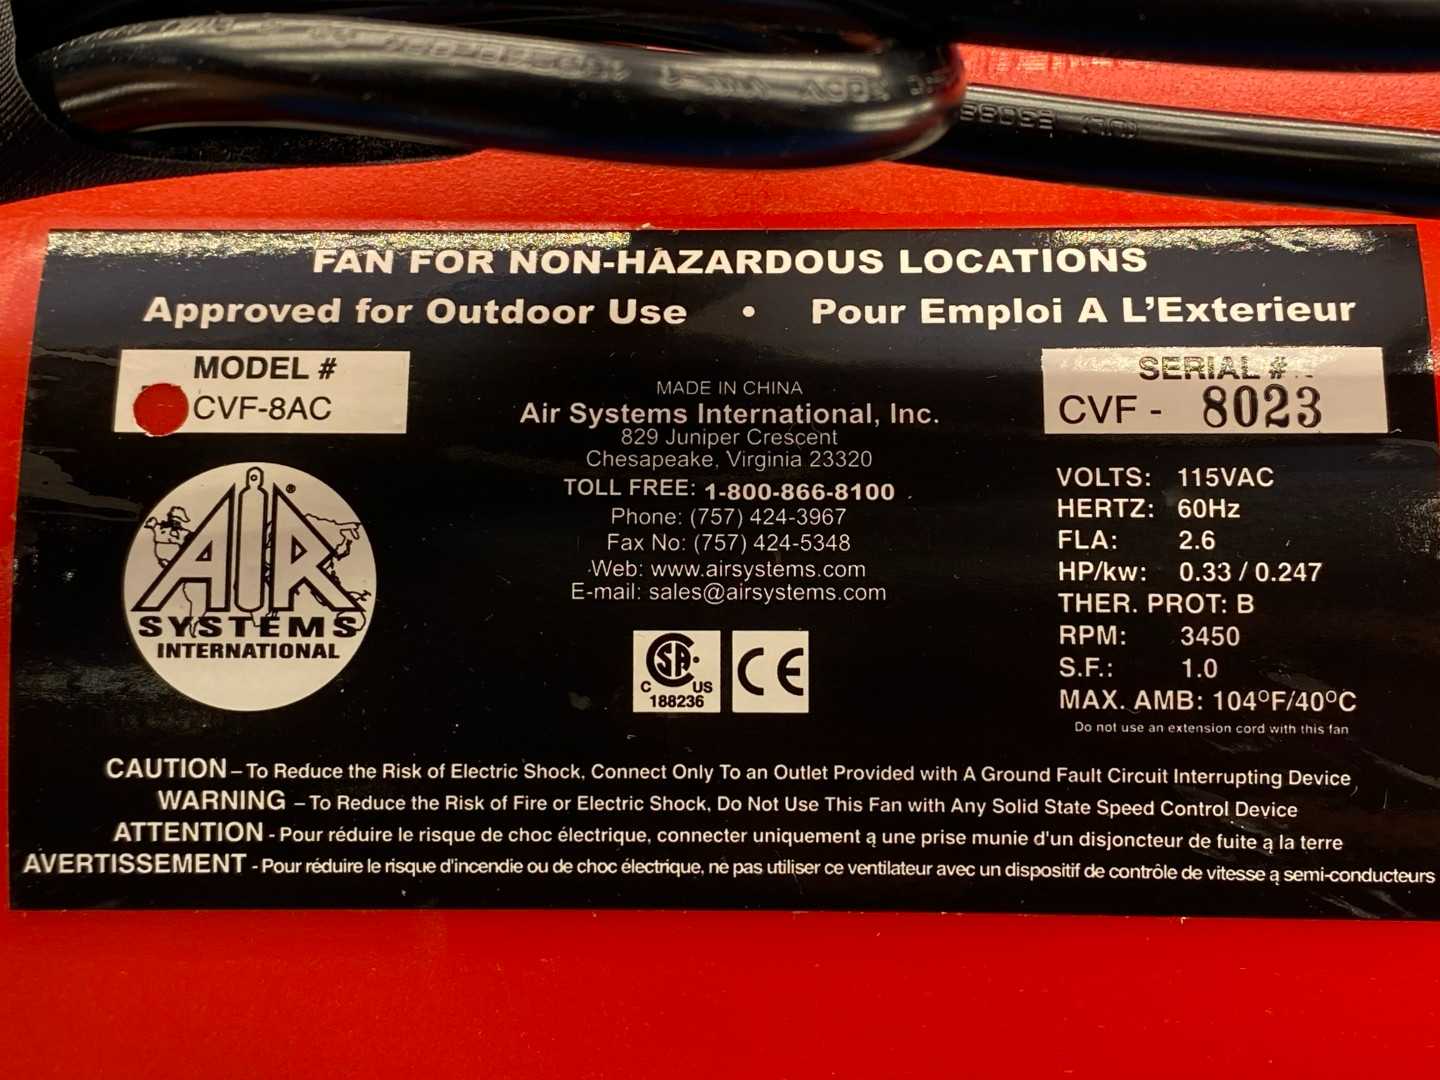 FAN FOR NON-HAZARDOUS LOCATIONS
Approved for Outdoor Use • Pour Emploi A L'Exterieur
MODEL #
CVF-8AC
MADE IN CHINA
Air Systems International, Inc.
829 Juniper Crescent
Chesapeake, Virginia 23320
TOLL FREE: 1-800-866-8100
Phone: (757) 424-3967
Fax No: (757) 424-5348
Web: www.airsystems.com
E-mail: sales@airsystems.com
SERIAL #
CVF - 8023
VOLTS: 115VAC
HERTZ: 60Hz
FLA: 2.6
HP/kw: 0.33 / 0.247
THER. PROT: B
RPM: 3450
S.F.: 1.0
MAX. AMB: 104°F/40°C
Do not use an extension cord with this fan
AIR®
SYSTEMS
INTERNATIONAL
CSA
C US
188236
CE
CAUTION – To Reduce the Risk of Electric Shock, Connect Only To an Outlet Provided with A Ground Fault Circuit Interrupting Device
WARNING – To Reduce the Risk of Fire or Electric Shock, Do Not Use This Fan with Any Solid State Speed Control Device
ATTENTION - Pour réduire le risque de choc électrique, connecter uniquement ą une prise munie d'un disjoncteur de fuite ą la terre
AVERTISSEMENT - Pour réduire le risque d'incendie ou de choc électrique, ne pas utiliser ce ventilateur avec un dispositif de contrôle de vitesse ą semi-conducteurs